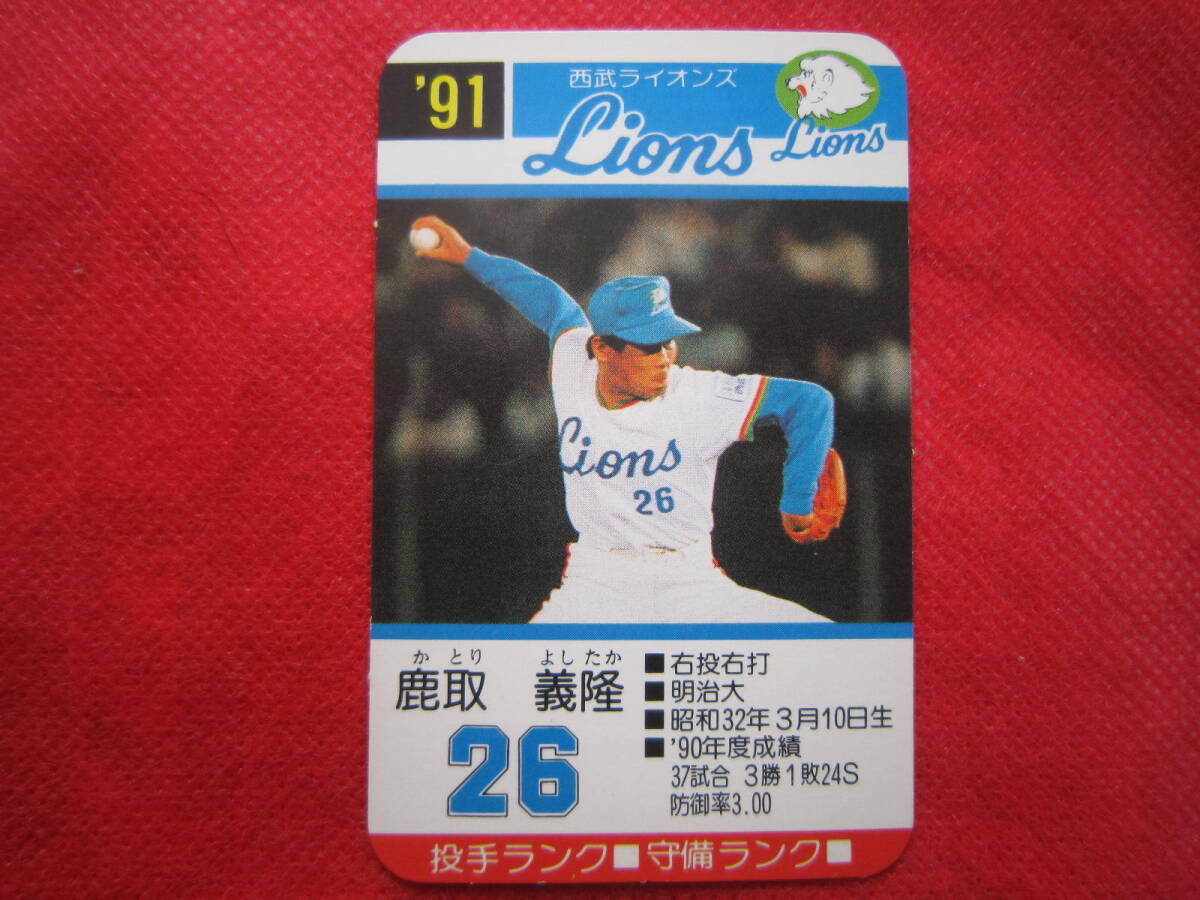 '91
西武ライオンズ
Lions
Lions
Lions
26
か とり
よし たか
鹿取 義隆
26
■右投右打
■明治大
■昭和32年3月10日生
■'90年度成績
37試合 3勝1敗24S
防御率3.00
投手ランク□守備ランク□